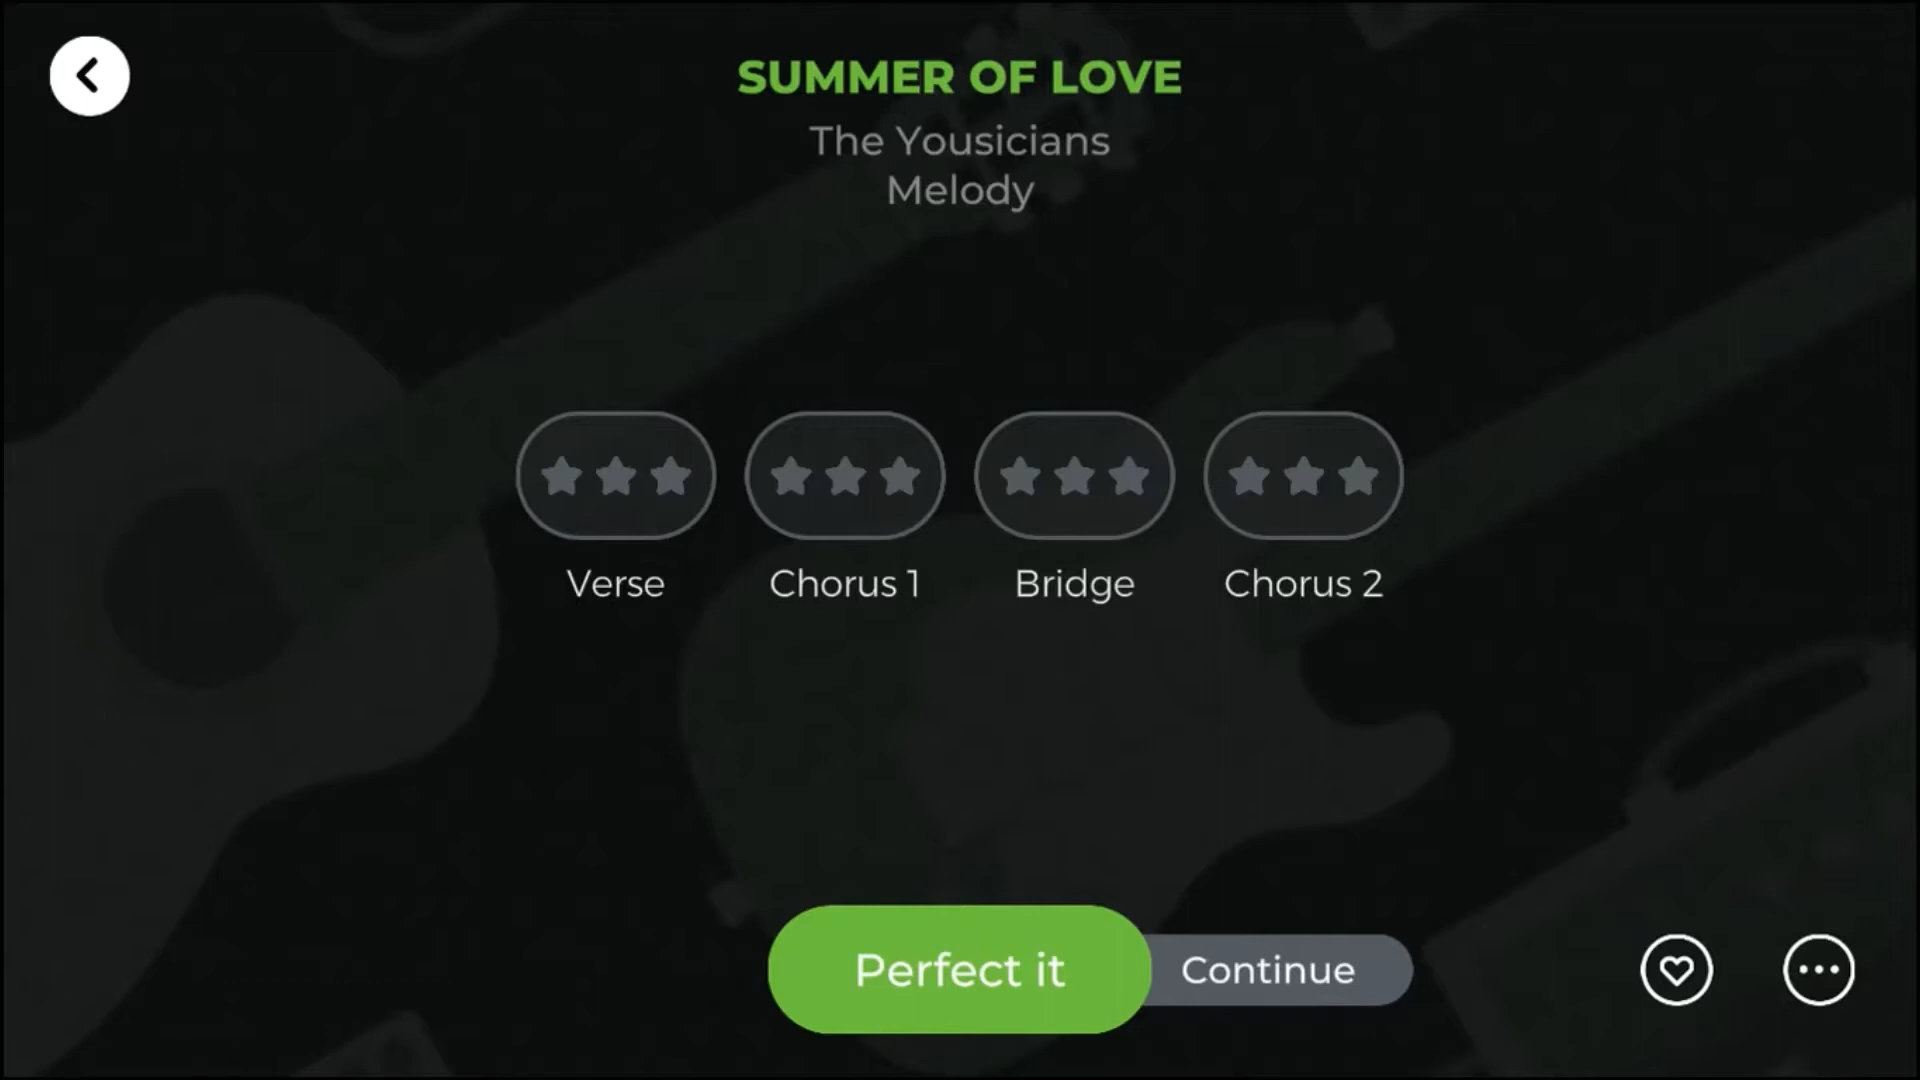 SUMMER OF LOVE
The Yousicians
Melody
Verse
Chorus 1
Bridge
Chorus 2
Perfect it
Continue